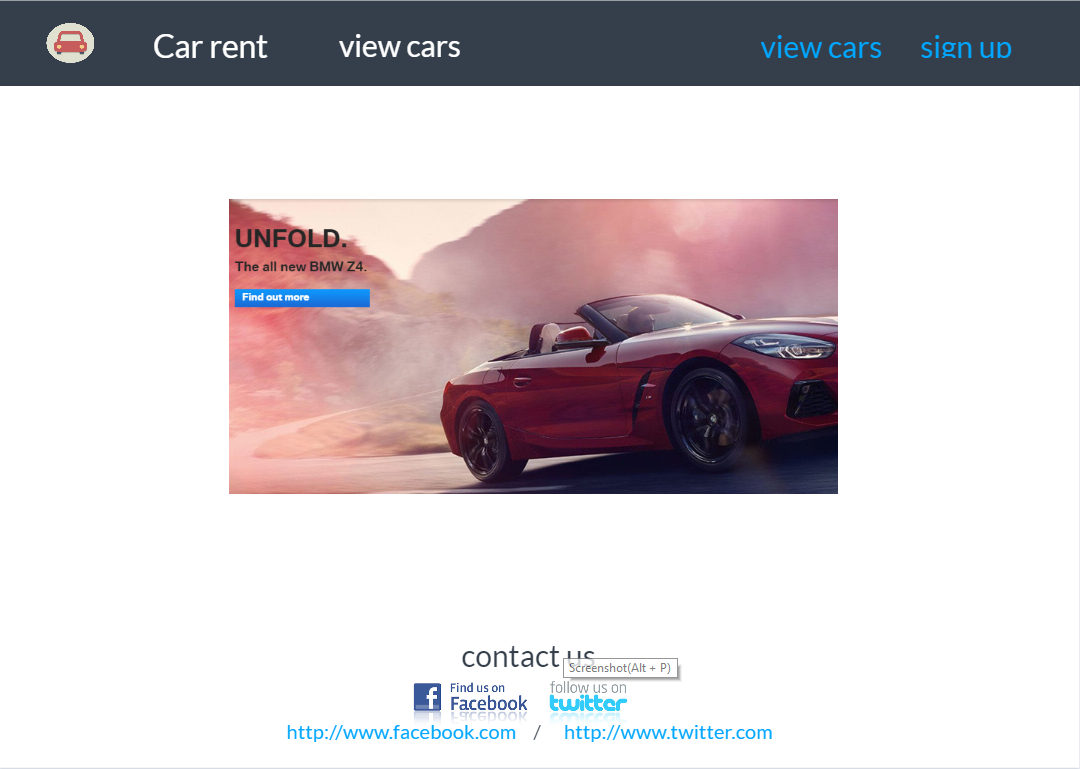 Car rent view cars view cars sign up
UNFOLD.
The all new BMW Z4.
Find out more
contact us
Screenshot(Alt + P)
Find us on
Facebook
follow us on
twitter
http://www.facebook.com / http://www.twitter.com